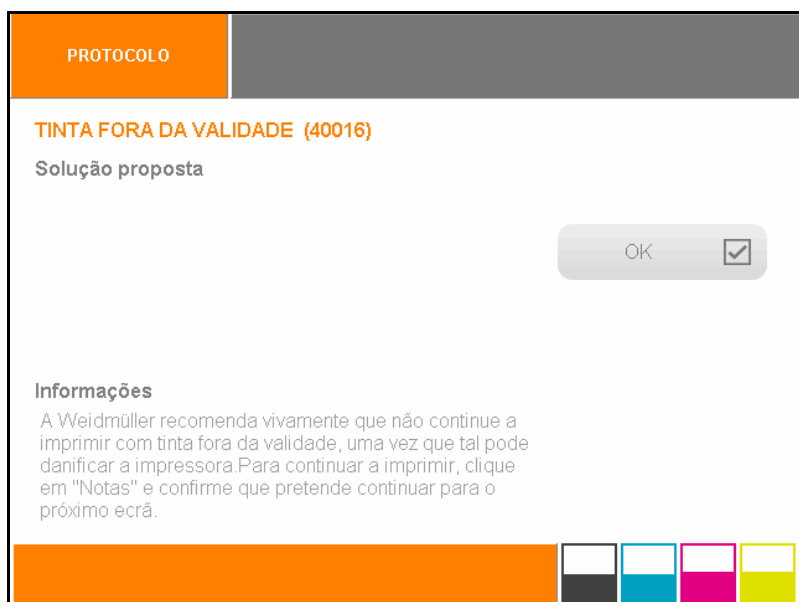 PROTOCOLO
TINTA FORA DA VALIDADE (40016)
Solução proposta
OK
Informações
A Weidmüller recomenda vivamente que não continue a
imprimir com tinta fora da validade, uma vez que tal pode
danificar a impressora.Para continuar a imprimir, clique
em "Notas" e confirme que pretende continuar para o
próximo ecrã.